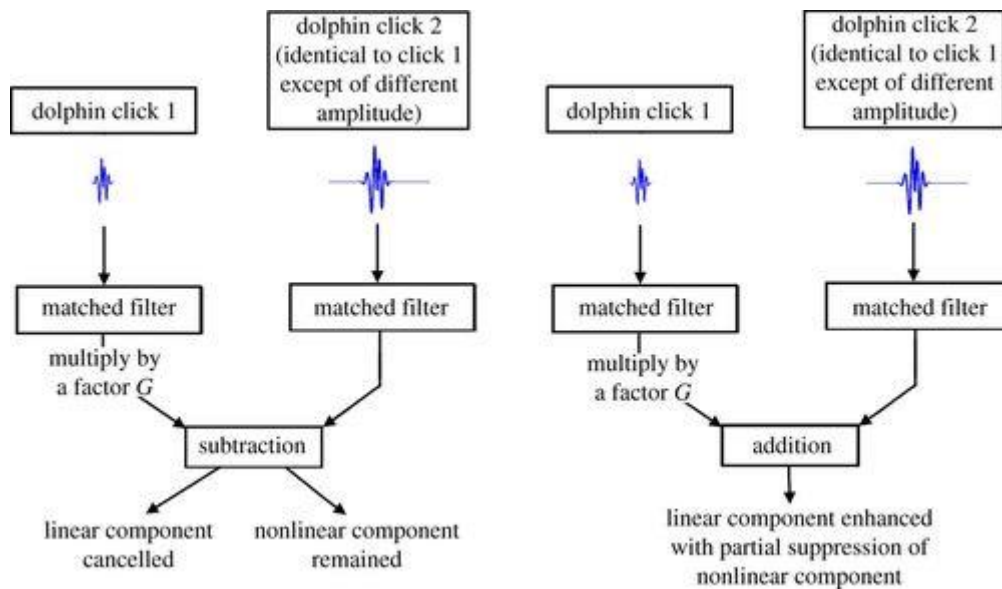 dolphin click 1
dolphin click 2
(identical to click 1
except of different
amplitude)
matched filter
matched filter
multiply by
a factor G
subtraction
linear component
cancelled
nonlinear component
remained
dolphin click 1
dolphin click 2
(identical to click 1
except of different
amplitude)
matched filter
matched filter
multiply by
a factor G
addition
linear component enhanced
with partial suppression of
nonlinear component